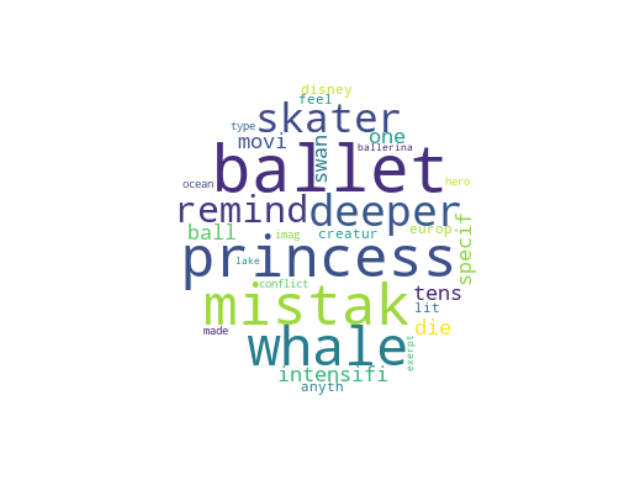 disney
feel
skater
type
movi
one
swan
ballerina
ballet
ocean
hero
remind
deeper
specif
ball
imag
creatur
europ
princess
lake
conflict
mistak
tens
lit
made
die
whale
exerpt
intensifi
anyth